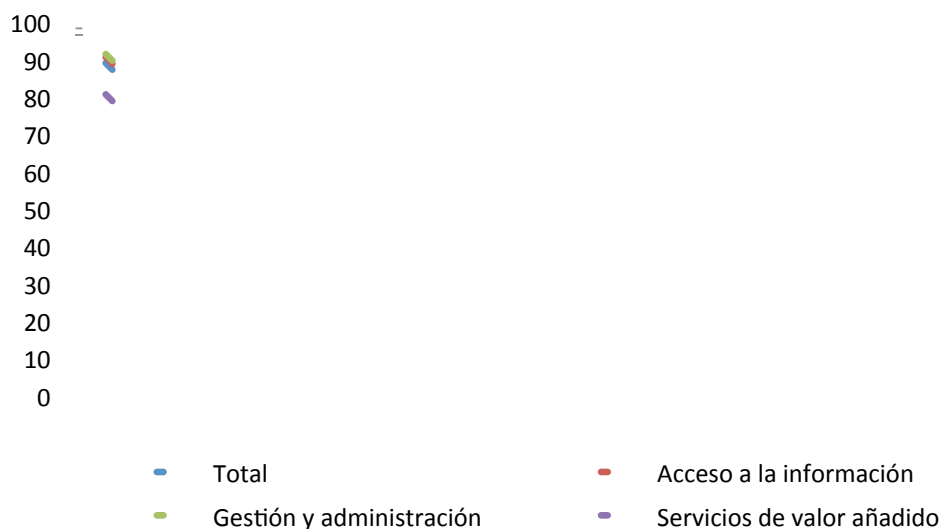 100
90
80
70
60
50
40
30
20
10
0
Total
Acceso a la información
Gestión y administración
Servicios de valor añadido